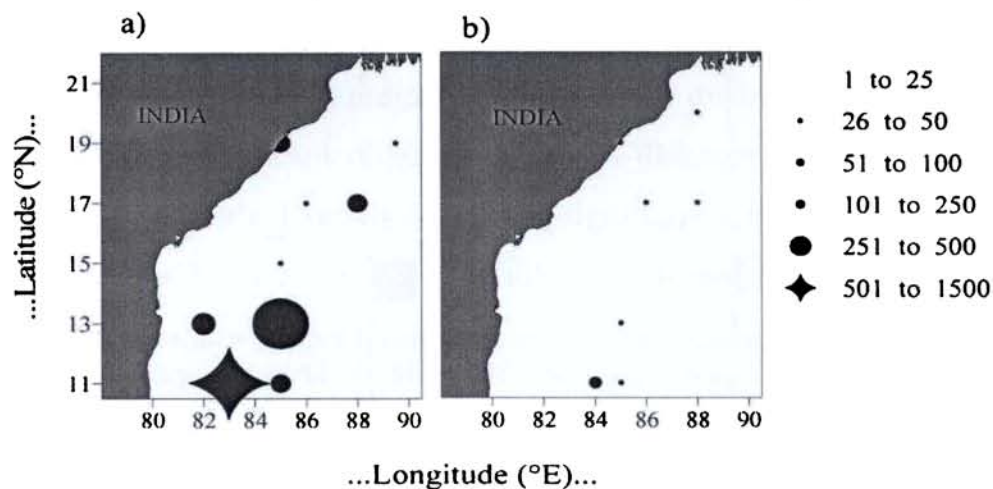 a)
b)
INDIA
INDIA
...Latitude (°N)...
21
19
17
15
13
11
80 82 84 86 88 90
80 82 84 86 88 90
...Longitude (°E)...
1 to 25
26 to 50
51 to 100
101 to 250
251 to 500
501 to 1500